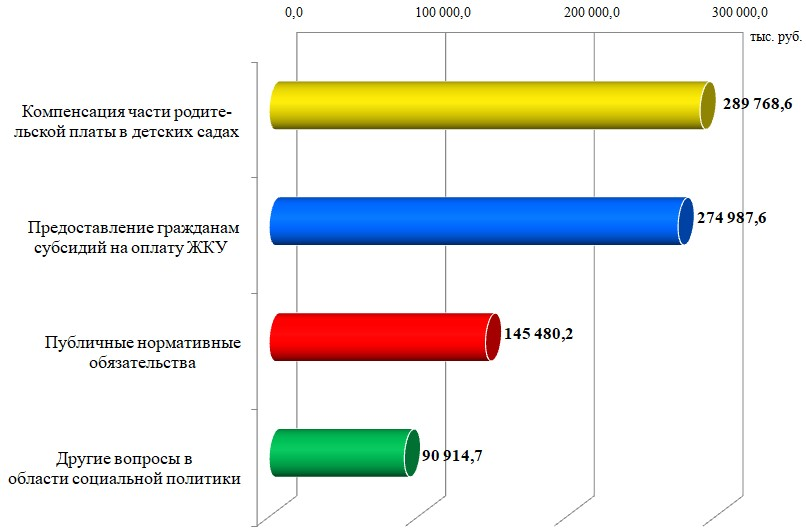 0,0
100 000,0
200 000,0
300 000,0
тыс. руб.
Компенсация части родите-
льской платы в детских садах
289 768,6
Предоставление гражданам
субсидий на оплату ЖКУ
274 987,6
Публичные нормативные
обязательства
145 480,2
Другие вопросы в
области социальной политики
90 914,7